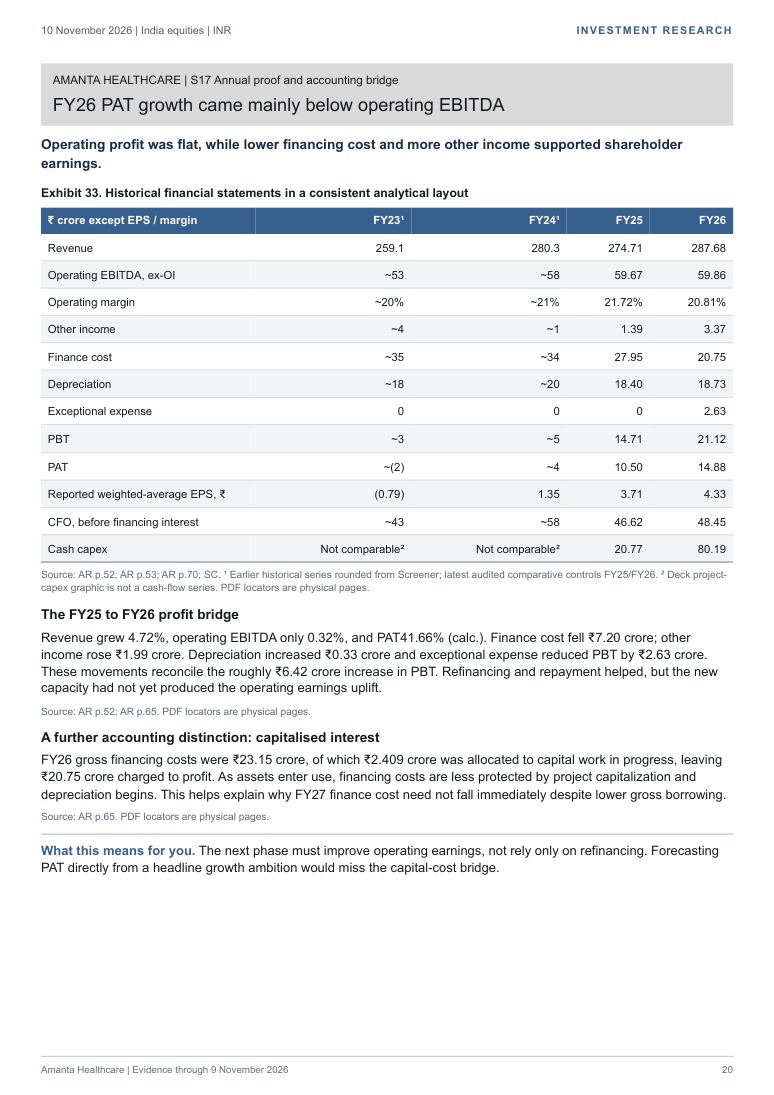 10 November 2026 | India equities | INR
INVESTMENT RESEARCH
AMANTA HEALTHCARE | S17 Annual proof and accounting bridge
FY26 PAT growth came mainly below operating EBITDA
Operating profit was flat, while lower financing cost and more other income supported shareholder
earnings.
Exhibit 33. Historical financial statements in a consistent analytical layout
₹ crore except EPS / margin FY23¹ FY24¹ FY25 FY26
Revenue 259.1 280.3 274.71 287.68
Operating EBITDA, ex-OI ~53 ~58 59.67 59.86
Operating margin ~20% ~21% 21.72% 20.81%
Other income ~4 ~1 1.39 3.37
Finance cost ~35 ~34 27.95 20.75
Depreciation ~18 ~20 18.40 18.73
Exceptional expense 0 0 0 2.63
PBT ~3 ~5 14.71 21.12
PAT ~(2) ~4 10.50 14.88
Reported weighted-average EPS, ₹ (0.79) 1.35 3.71 4.33
CFO, before financing interest ~43 ~58 46.62 48.45
Cash capex Not comparable² Not comparable² 20.77 80.19
Source: AR p.52; AR p.53; AR p.70; SC. ¹ Earlier historical series rounded from Screener; latest audited comparative controls FY25/FY26. ² Deck project-
capex graphic is not a cash-flow series. PDF locators are physical pages.
The FY25 to FY26 profit bridge
Revenue grew 4.72%, operating EBITDA only 0.32%, and PAT41.66% (calc.). Finance cost fell ₹7.20 crore; other
income rose ₹1.99 crore. Depreciation increased ₹0.33 crore and exceptional expense reduced PBT by ₹2.63 crore.
These movements reconcile the roughly ₹6.42 crore increase in PBT. Refinancing and repayment helped, but the new
capacity had not yet produced the operating earnings uplift.
Source: AR p.52; AR p.65. PDF locators are physical pages.
A further accounting distinction: capitalised interest
FY26 gross financing costs were ₹23.15 crore, of which ₹2.409 crore was allocated to capital work in progress, leaving
₹20.75 crore charged to profit. As assets enter use, financing costs are less protected by project capitalization and
depreciation begins. This helps explain why FY27 finance cost need not fall immediately despite lower gross borrowing.
Source: AR p.65. PDF locators are physical pages.
What this means for you. The next phase must improve operating earnings, not rely only on refinancing. Forecasting
PAT directly from a headline growth ambition would miss the capital-cost bridge.
Amanta Healthcare | Evidence through 9 November 2026
20